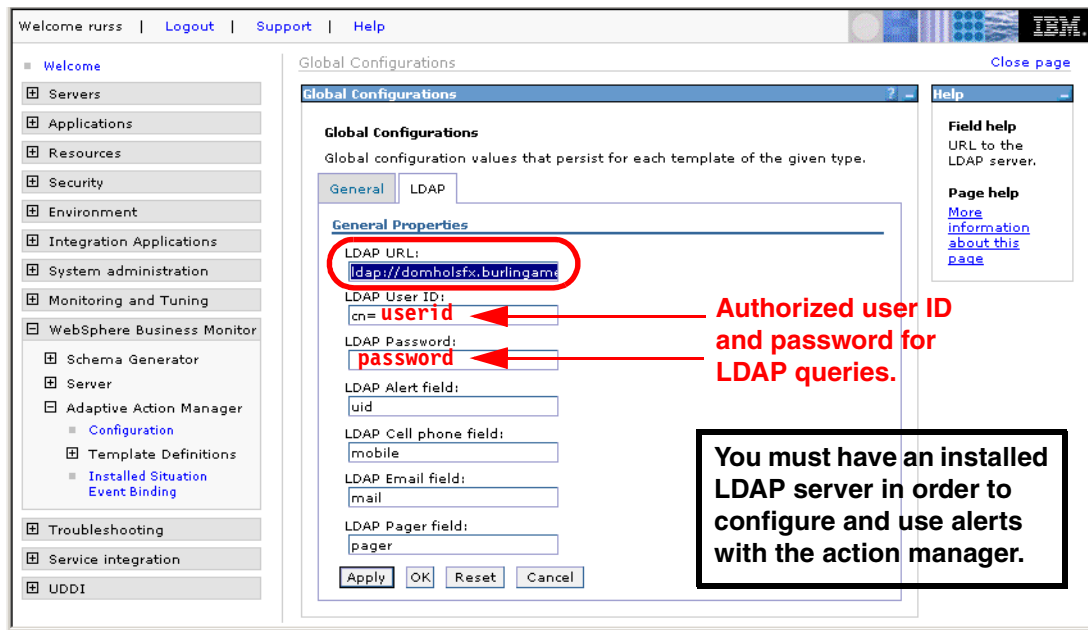 Welcome rurss | Logout | Support | Help
IBM.
Welcome
Servers
Applications
Resources
Security
Environment
Integration Applications
System administration
Monitoring and Tuning
WebSphere Business Monitor
Schema Generator
Server
Adaptive Action Manager
Configuration
Template Definitions
Installed Situation
Event Binding
Troubleshooting
Service integration
UDDI
Global Configurations
Close page
Global Configurations
? -
Global Configurations
Global configuration values that persist for each template of the given type.
General
LDAP
General Properties
LDAP URL:
ldap://domholsfx.burlingame
LDAP User ID:
cn= userid
LDAP Password:
password
LDAP Alert field:
uid
LDAP Cell phone field:
mobile
LDAP Email field:
mail
LDAP Pager field:
pager
Apply OK Reset Cancel
Authorized user ID
and password for
LDAP queries.
You must have an installed
LDAP server in order to
configure and use alerts
with the action manager.
Help -
Field help
URL to the
LDAP server.
Page help
More
information
about this
page